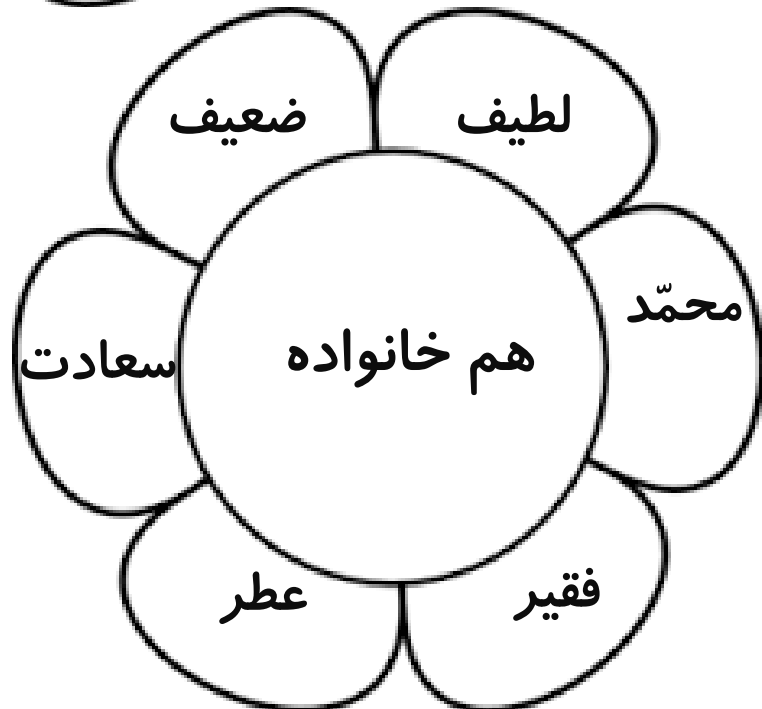 لطیف
ضعیف
محمّد
هم خانواده
سعادت
فقیر
عطر